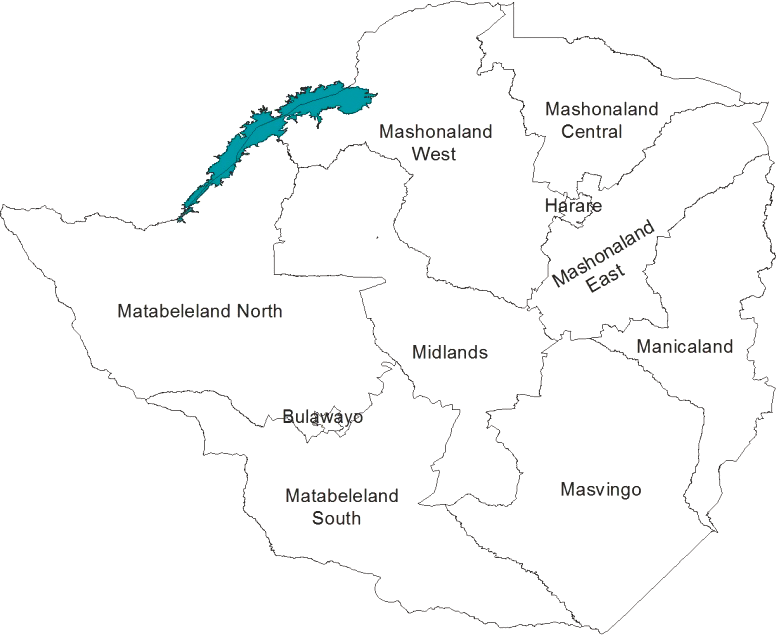 Mashonaland
Central
Mashonaland
West
Harare
Mashonaland
East
Matabeleland North
Midlands
Manicaland
Bulawayo
Masvingo
Matabeleland
South